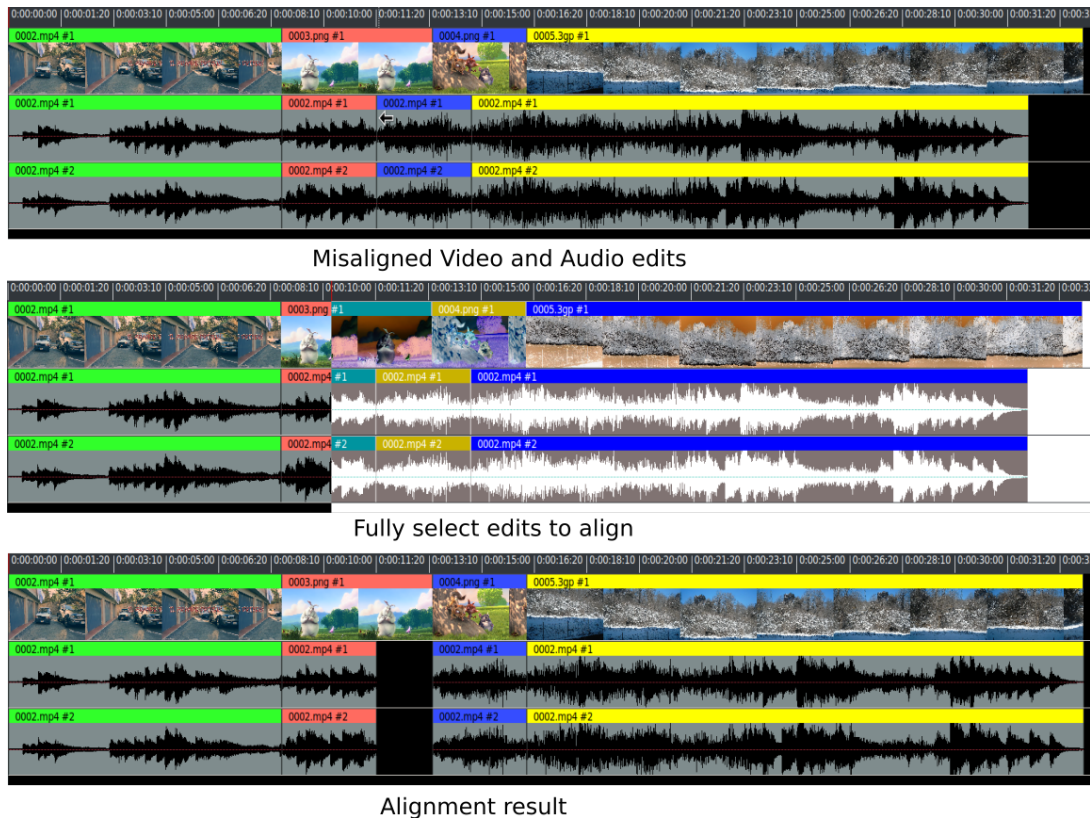 0:00:00:00 0:00:01:20 0:00:03:10 0:00:05:00 0:00:06:20 0:00:08:10 0:00:10:00 0:00:11:20 0:00:13:10 0:00:15:00 0:00:16:20 0:00:18:10 0:00:20:00 0:00:21:20 0:00:23:10 0:00:25:00 0:00:26:20 0:00:28:10 0:00:30:00 0:00:31:20
0002.mp4 #1 0003.png #1 0004.png #1 0005.3gp #1
0002.mp4 #1 0002.mp4 #1 0002.mp4 #1 0002.mp4 #1
0002.mp4 #2 0002.mp4 #2 0002.mp4 #2 0002.mp4 #2
Misaligned Video and Audio edits
0:00:00:00 0:00:01:20 0:00:03:10 0:00:05:00 0:00:06:20 0:00:08:10 0:00:10:00 0:00:11:20 0:00:13:10 0:00:15:00 0:00:16:20 0:00:18:10 0:00:20:00 0:00:21:20 0:00:23:10 0:00:25:00 0:00:26:20 0:00:28:10 0:00:30:00 0:00:31:20
0002.mp4 #1 0003.png #1 0004.png #1 0005.3gp #1
0002.mp4 #1 0002.mp4 #1 0002.mp4 #1 0002.mp4 #1
0002.mp4 #2 0002.mp4 #2 0002.mp4 #2 0002.mp4 #2
Fully select edits to align
0:00:00:00 0:00:01:20 0:00:03:10 0:00:05:00 0:00:06:20 0:00:08:10 0:00:10:00 0:00:11:20 0:00:13:10 0:00:15:00 0:00:16:20 0:00:18:10 0:00:20:00 0:00:21:20 0:00:23:10 0:00:25:00 0:00:26:20 0:00:28:10 0:00:30:00 0:00:31:20
0002.mp4 #1 0003.png #1 0004.png #1 0005.3gp #1
0002.mp4 #1 0002.mp4 #1 0002.mp4 #1 0002.mp4 #1
0002.mp4 #2 0002.mp4 #2 0002.mp4 #2 0002.mp4 #2
Alignment result